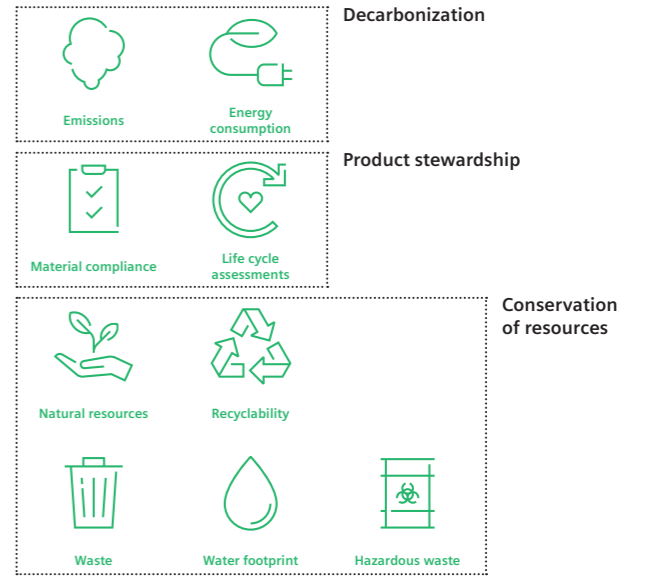 Decarbonization
Emissions
Energy
consumption
Product stewardship
Material compliance
Life cycle
assessments
Conservation
of resources
Natural resources
Recyclability
Waste
Water footprint
Hazardous waste